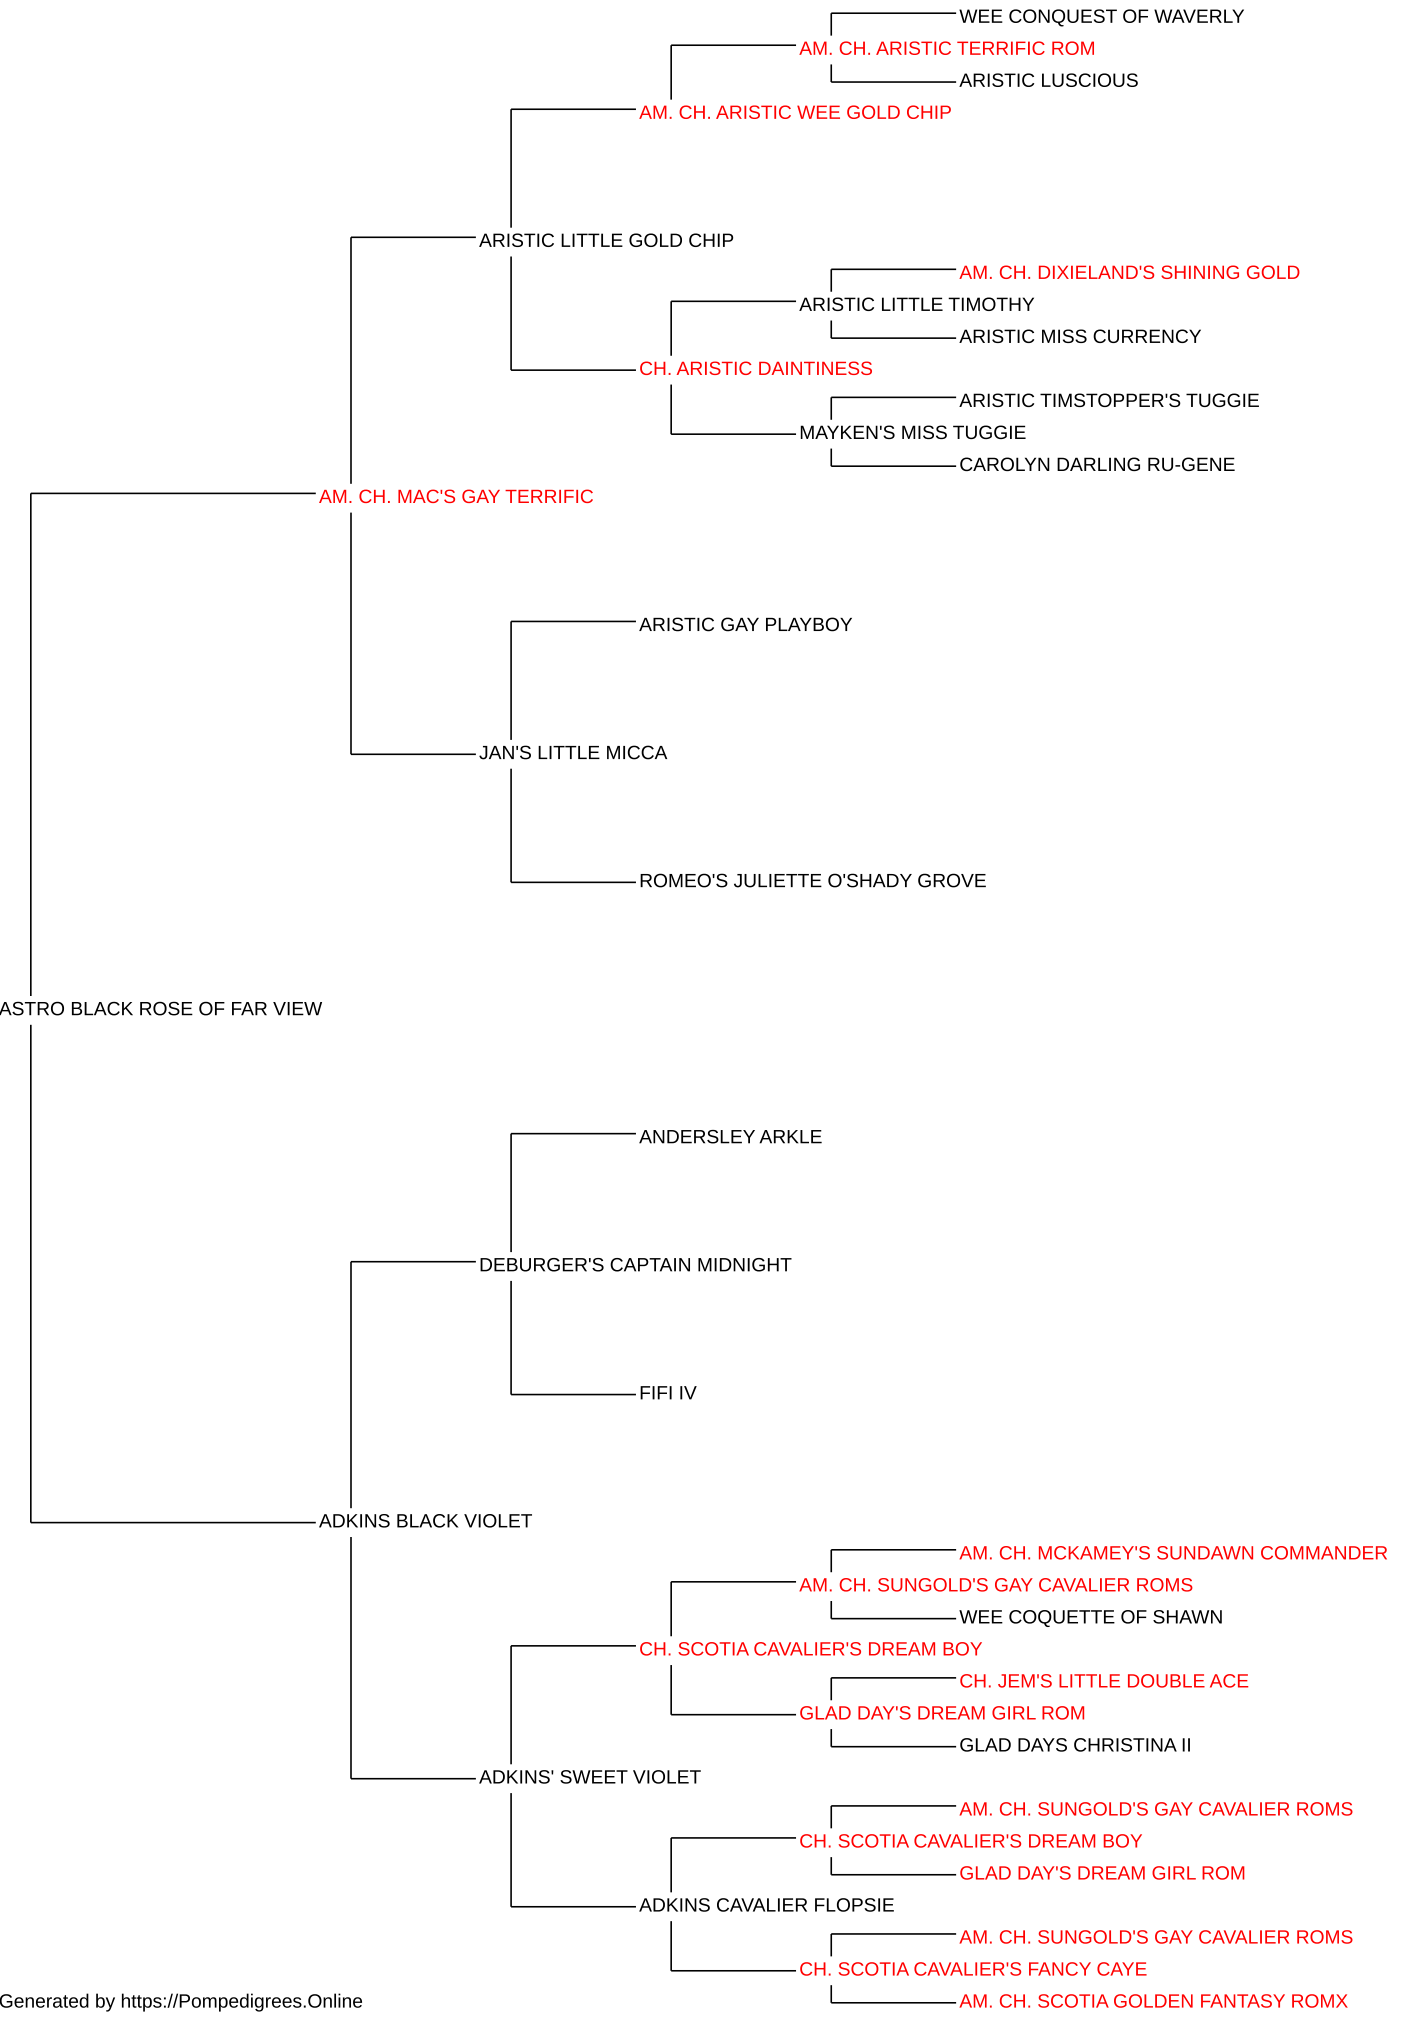 WEE CONQUEST OF WAVERLY
AM. CH. ARISTIC TERRIFIC ROM
ARISTIC LUSCIOUS
AM. CH. ARISTIC WEE GOLD CHIP
ARISTIC LITTLE GOLD CHIP
AM. CH. DIXIELAND'S SHINING GOLD
ARISTIC LITTLE TIMOTHY
ARISTIC MISS CURRENCY
CH. ARISTIC DAINTINESS
ARISTIC TIMSTOPPER'S TUGGIE
MAYKEN'S MISS TUGGIE
CAROLYN DARLING RU-GENE
AM. CH. MAC'S GAY TERRIFIC
ARISTIC GAY PLAYBOY
JAN'S LITTLE MICCA
ROMEO'S JULIETTE O'SHADY GROVE
ASTRO BLACK ROSE OF FAR VIEW
ANDERSLEY ARKLE
DEBURGER'S CAPTAIN MIDNIGHT
FIFI IV
ADKINS BLACK VIOLET
AM. CH. MCKAMEY'S SUNDAWN COMMANDER
AM. CH. SUNGOLD'S GAY CAVALIER ROMS
WEE COQUETTE OF SHAWN
CH. SCOTIA CAVALIER'S DREAM BOY
CH. JEM'S LITTLE DOUBLE ACE
GLAD DAY'S DREAM GIRL ROM
GLAD DAYS CHRISTINA II
ADKINS' SWEET VIOLET
AM. CH. SUNGOLD'S GAY CAVALIER ROMS
CH. SCOTIA CAVALIER'S DREAM BOY
GLAD DAY'S DREAM GIRL ROM
ADKINS CAVALIER FLOPSIE
AM. CH. SUNGOLD'S GAY CAVALIER ROMS
CH. SCOTIA CAVALIER'S FANCY CAYE
AM. CH. SCOTIA GOLDEN FANTASY ROMX
Generated by https://Pompedigrees.Online